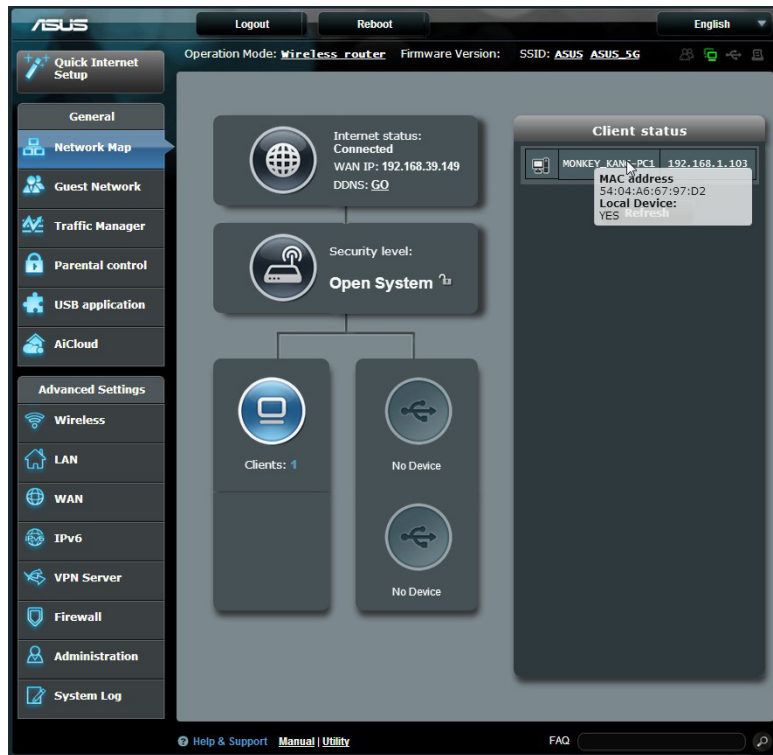 ASUS
Logout
Reboot
English
Quick Internet
Setup
Operation Mode: Wireless router Firmware Version: SSID: ASUS ASUS_5G
General
Network Map
Guest Network
Traffic Manager
Parental control
USB application
AiCloud
Advanced Settings
Wireless
LAN
WAN
IPv6
VPN Server
Firewall
Administration
System Log
Internet status:
Connected
WAN IP: 192.168.39.149
DDNS: GO
Security level:
Open System
Clients: 1
No Device
No Device
Client status
MONKEY_KANG-PC1 192.168.1.103
MAC address
54:04:A6:67:97:D2
Local Device:
YES
Refresh
Help & Support Manual | Utility
FAQ